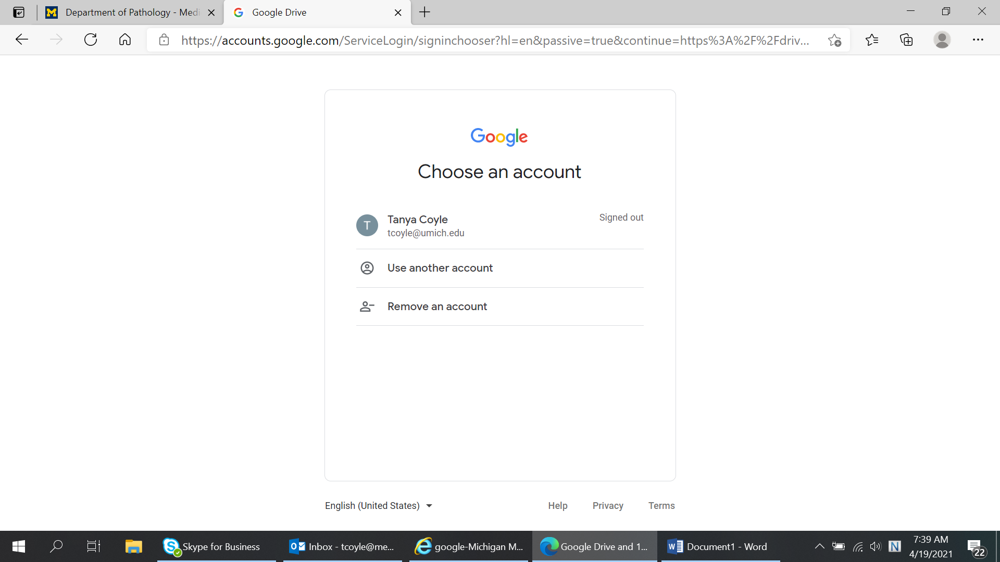 Department of Pathology - Medi
Google Drive
https://accounts.google.com/ServiceLogin/signinchooser?hl=en&passive=true&continue=https%3A%2F%2Fdriv...
Google
Choose an account
T
Tanya Coyle
Signed out
tcoyle@umich.edu
Use another account
Remove an account
English (United States)
Help
Privacy
Terms
Skype for Business
Inbox - tcoyle@me...
google-Michigan M...
Google Drive and 1...
Document1 - Word
7:39 AM
4/19/2021
22